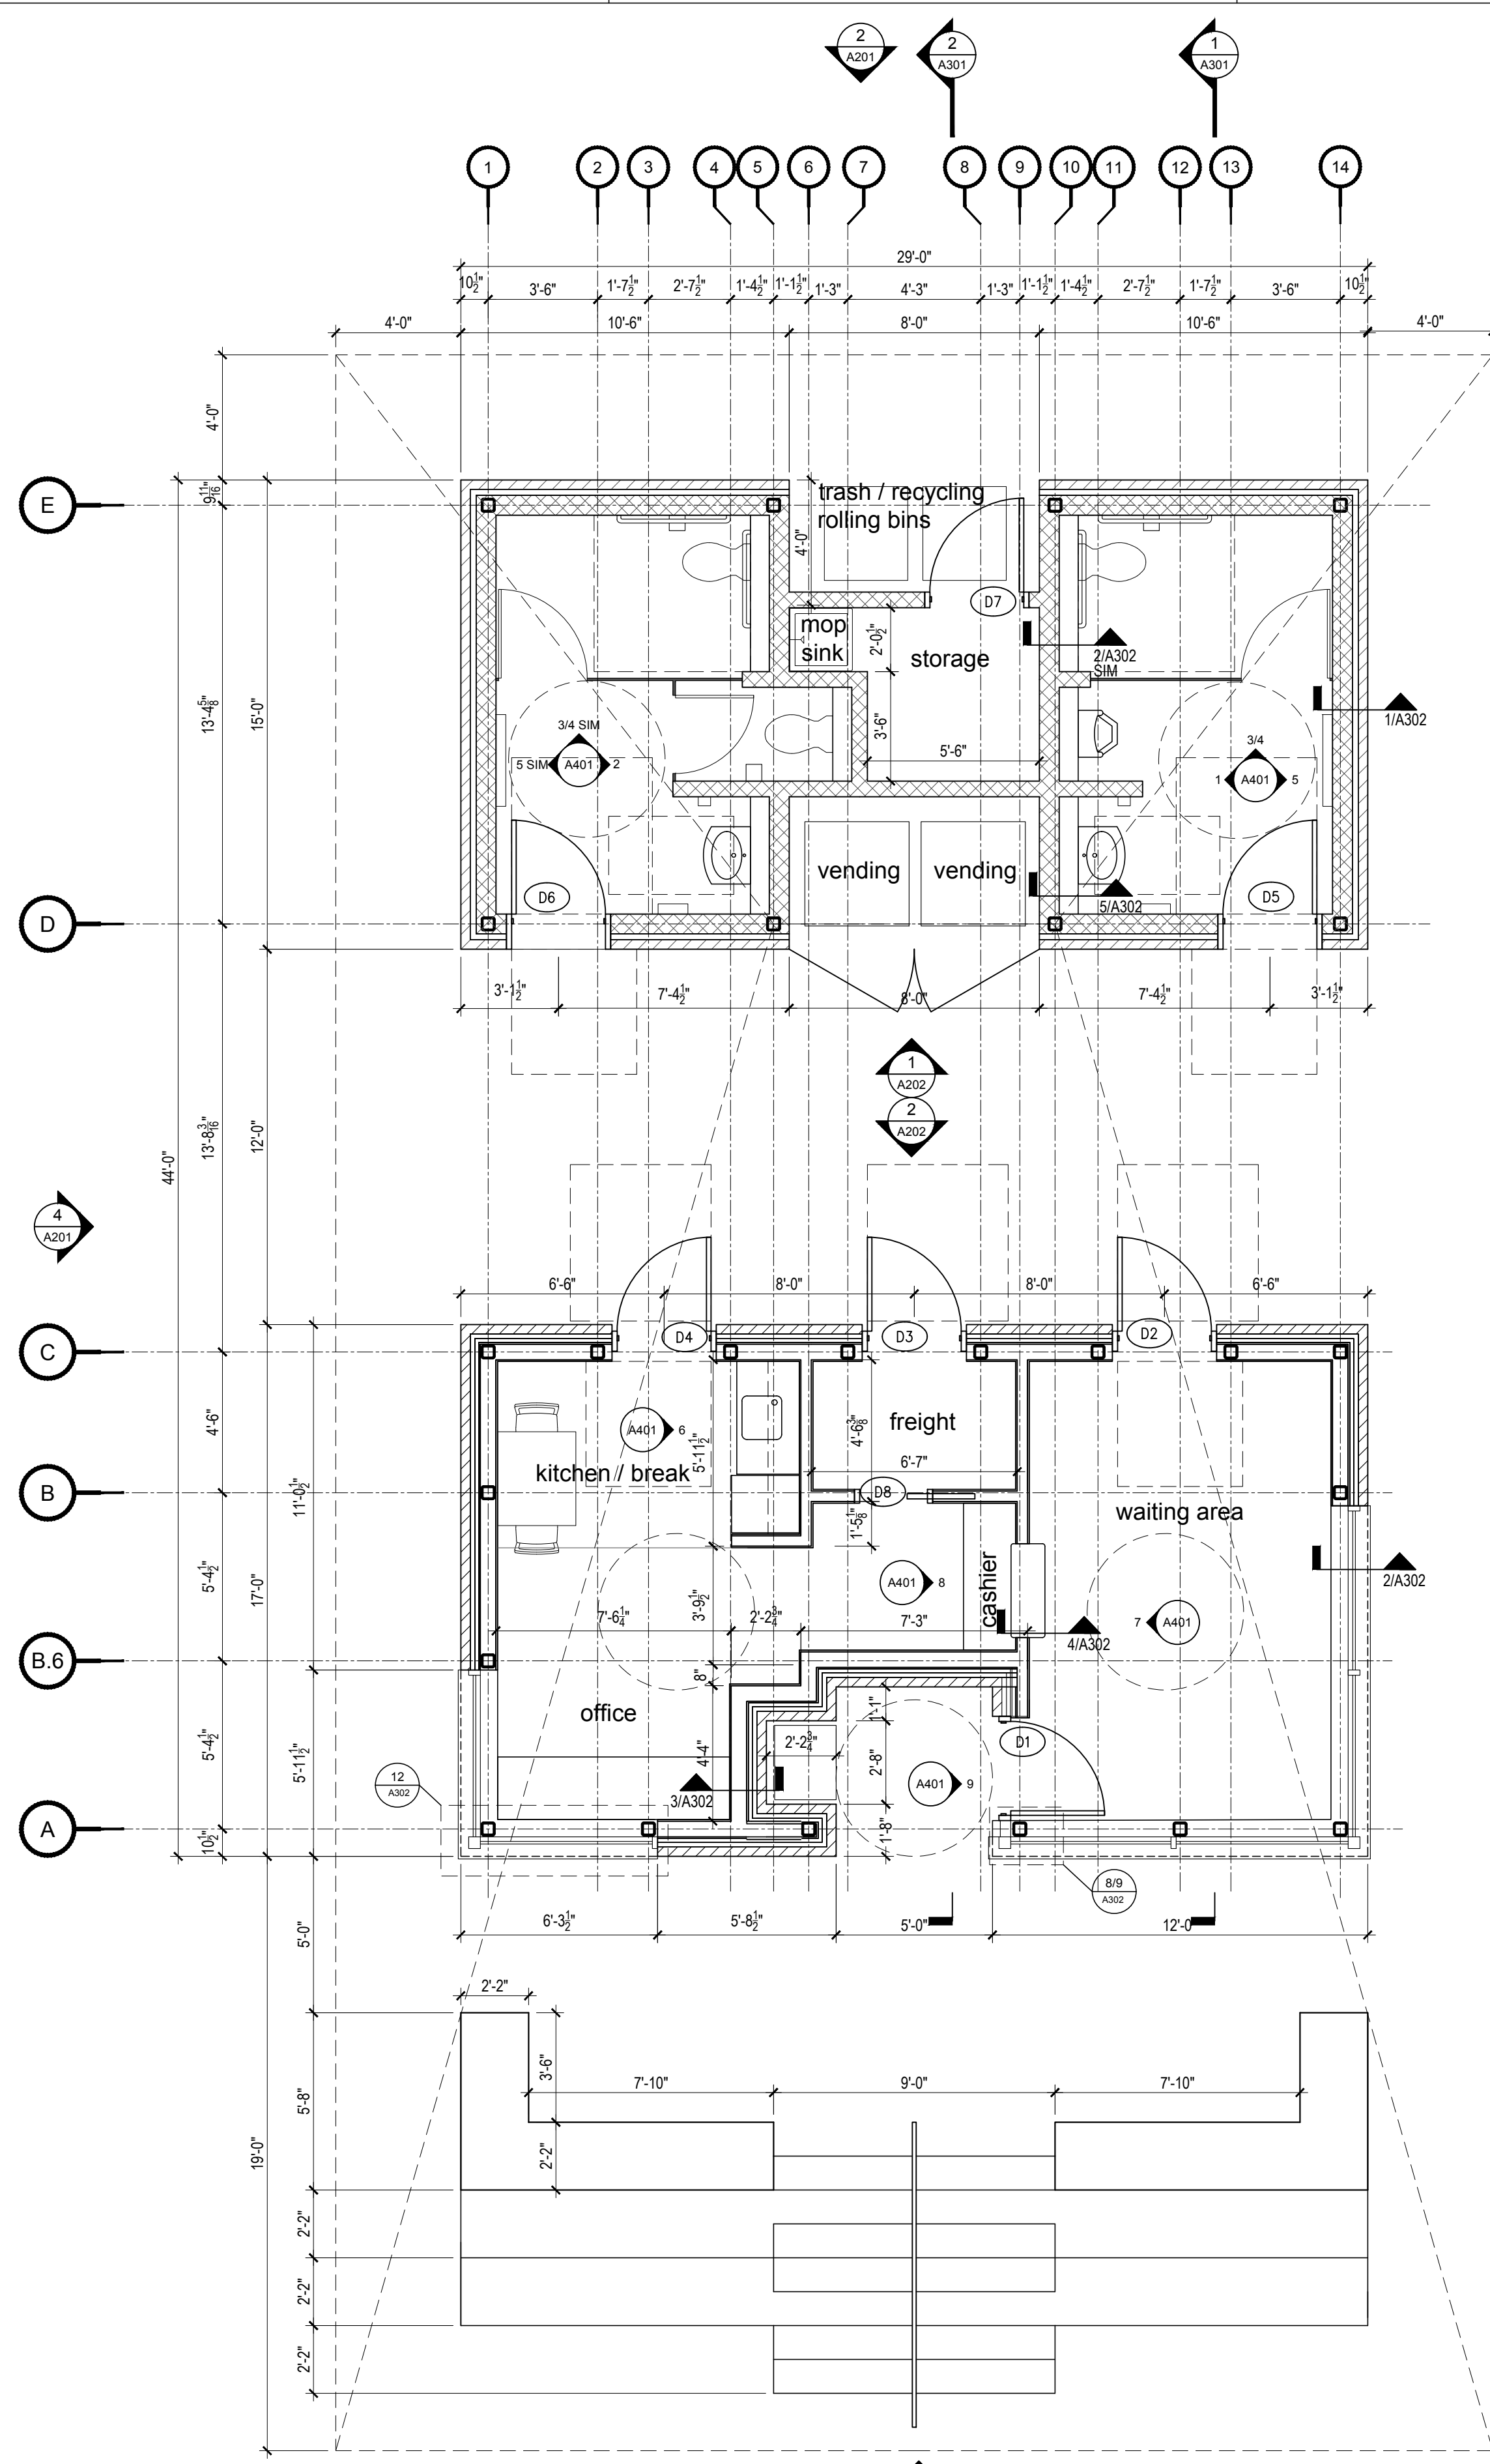 2
A201
2
A301
1
A301
1 2 3 4 5 6 7 8 9 10 11 12 13 14
29'-0"
10½" 3'-6" 1'-7½" 2'-7½" 1'-4½" 1'-1½" 1'-3" 4'-3" 1'-3" 1'-1½" 1'-4½" 2'-7½" 1'-7½" 3'-6" 10½"
4'-0" 10'-6" 8'-0" 10'-6" 4'-0"
4'-0"
9 11/16"
E
trash / recycling
rolling bins
4'-0"
D7
mop
sink
2'-0½"
storage
2/A302
SIM
1/A302
13'-4⅝"
15'-0"
3/4 SIM
5 SIM A401 2
3'-6"
5'-6"
3/4
1 A401 5
vending vending
5/A302
D6
D5
D
3'-1½" 7'-4½" 8'-0" 7'-4½" 3'-1½"
1
A202
2
A202
13'-8 3/16"
12'-0"
44'-0"
4
A201
6'-6" 8'-0" 8'-0" 6'-6"
D4 D3 D2
C
4'-6"
A401 6
5'-11½"
4'-6⅜"
freight
6'-7"
kitchen / break
B
D8
waiting area
11'-0½"
1'-5⅛"
5'-4½"
17'-0"
A401 8
cashier
2/A302
7'-6¼" 3'-9½" 2'-2¾" 7'-3"
4/A302
7 A401
B.6
8"
office
1'-1"
D1
5'-4½"
5'-11½"
4'-4"
2'-2¾"
2'-8"
A401 9
12
A302
3/A302
A
10½"
1'-8"
8/9
A302
6'-3½" 5'-8½" 5'-0" 12'-0"
5'-0"
2'-2"
3'-6"
5'-8"
7'-10" 9'-0" 7'-10"
2'-2"
19'-0"
2'-2"
2'-2"
2'-2"